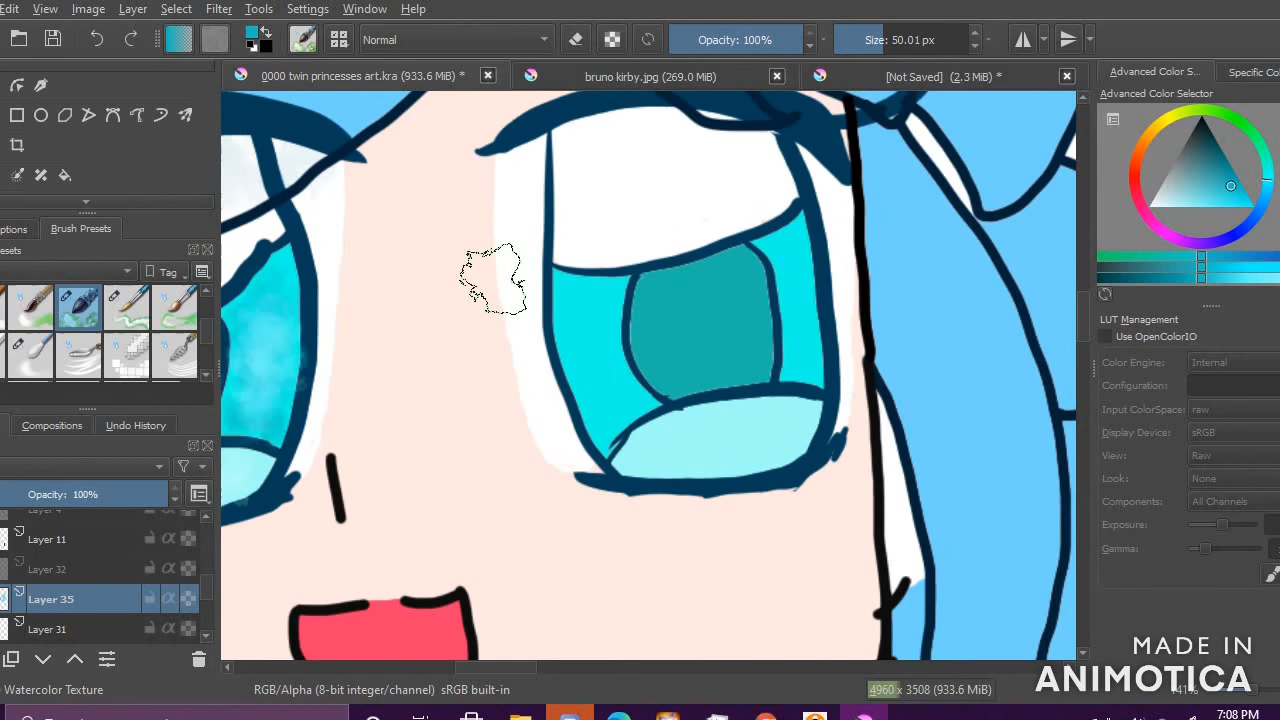 Edit View Image Layer Select Filter Tools Settings Window Help
Normal Opacity: 100% Size: 50.01 px
0000 twin princesses art.kra (933.6 MiB) * bruno kirby.jpg (269.0 MiB) [Not Saved] (2.3 MiB) * Advanced Color S... Specific Co
Advanced Color Selector
ptions Brush Presets
esets
Tag
LUT Management
Use OpenColorIO
Color Engine: Internal
Configuration:
Input ColorSpace: raw
Display Device: sRGB
View: Raw
Look: None
Components: All Channels
Exposure:
Gamma:
Compositions Undo History
Opacity: 100%
Layer 4
Layer 11
Layer 32
Layer 35
Layer 31
MADE IN
ANIMOTICA
Watercolor Texture RGB/Alpha (8-bit integer/channel) sRGB built-in 4960 x 3508 (933.6 MiB)
7:08 PM